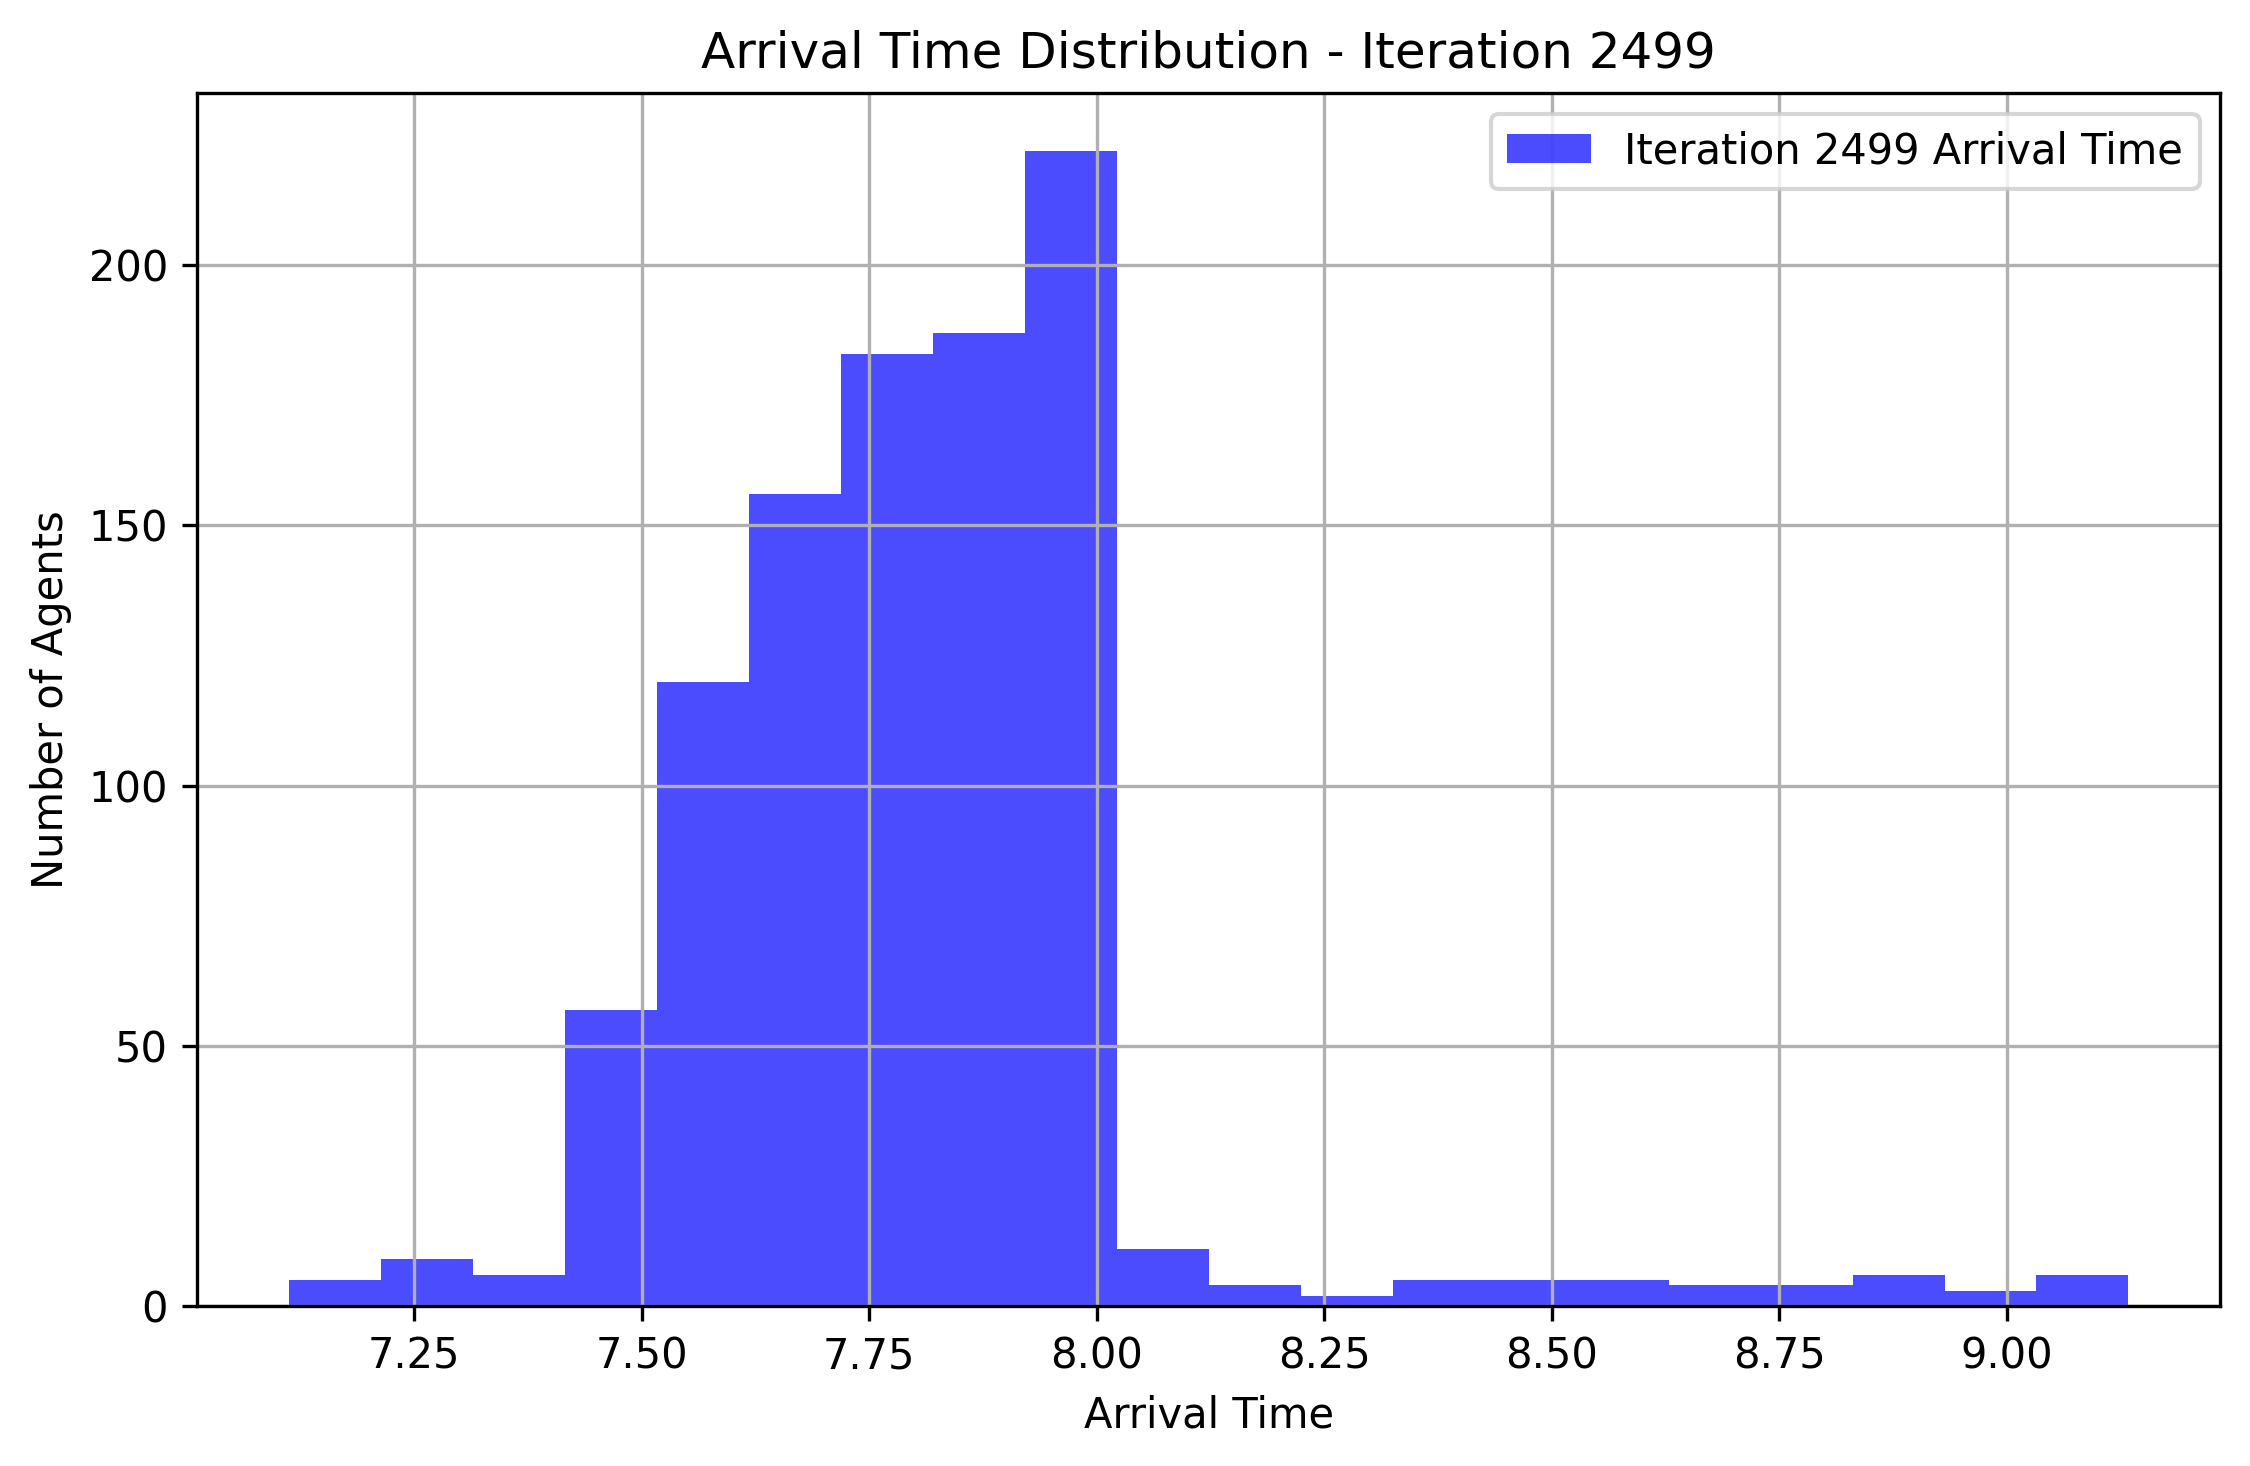 Arrival Time Distribution - Iteration 2499
Iteration 2499 Arrival Time
Number of Agents
200
150
100
50
0
7.25 7.50 7.75 8.00 8.25 8.50 8.75 9.00
Arrival Time